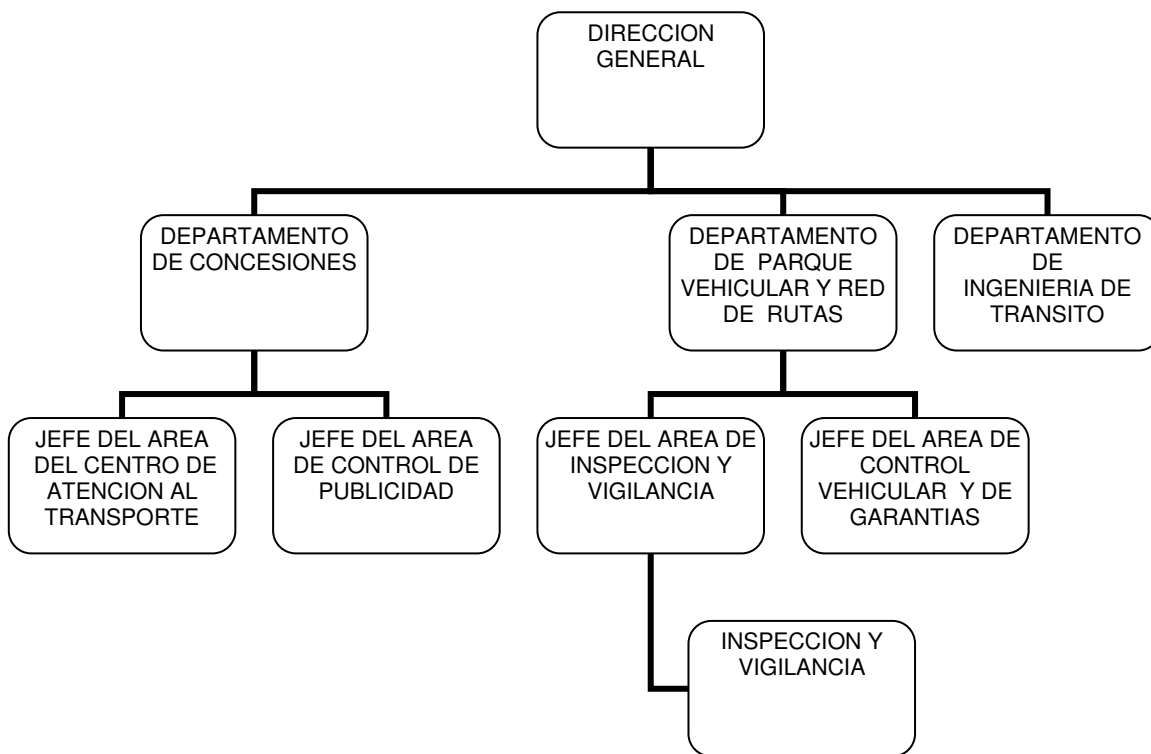 DIRECCION
GENERAL
DEPARTAMENTO
DE CONCESIONES
DEPARTAMENTO
DE PARQUE
VEHICULAR Y RED
DE RUTAS
DEPARTAMENTO
DE
INGENIERIA DE
TRANSITO
JEFE DEL AREA
DEL CENTRO DE
ATENCION AL
TRANSPORTE
JEFE DEL AREA
DE CONTROL DE
PUBLICIDAD
JEFE DEL AREA DE
INSPECCION Y
VIGILANCIA
JEFE DEL AREA DE
CONTROL
VEHICULAR Y DE
GARANTIAS
INSPECCION Y
VIGILANCIA